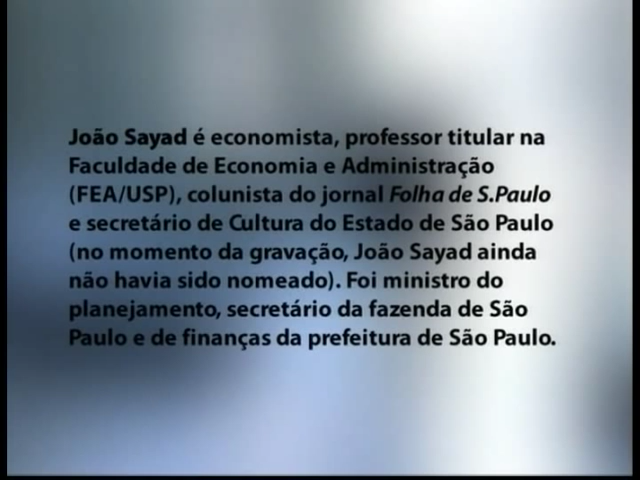 João Sayad é economista, professor titular na
Faculdade de Economia e Administração
(FEA/USP), colunista do jornal Folha de S.Paulo
e secretário de Cultura do Estado de São Paulo
(no momento da gravação, João Sayad ainda
não havia sido nomeado). Foi ministro do
planejamento, secretário da fazenda de São
Paulo e de finanças da prefeitura de São Paulo.